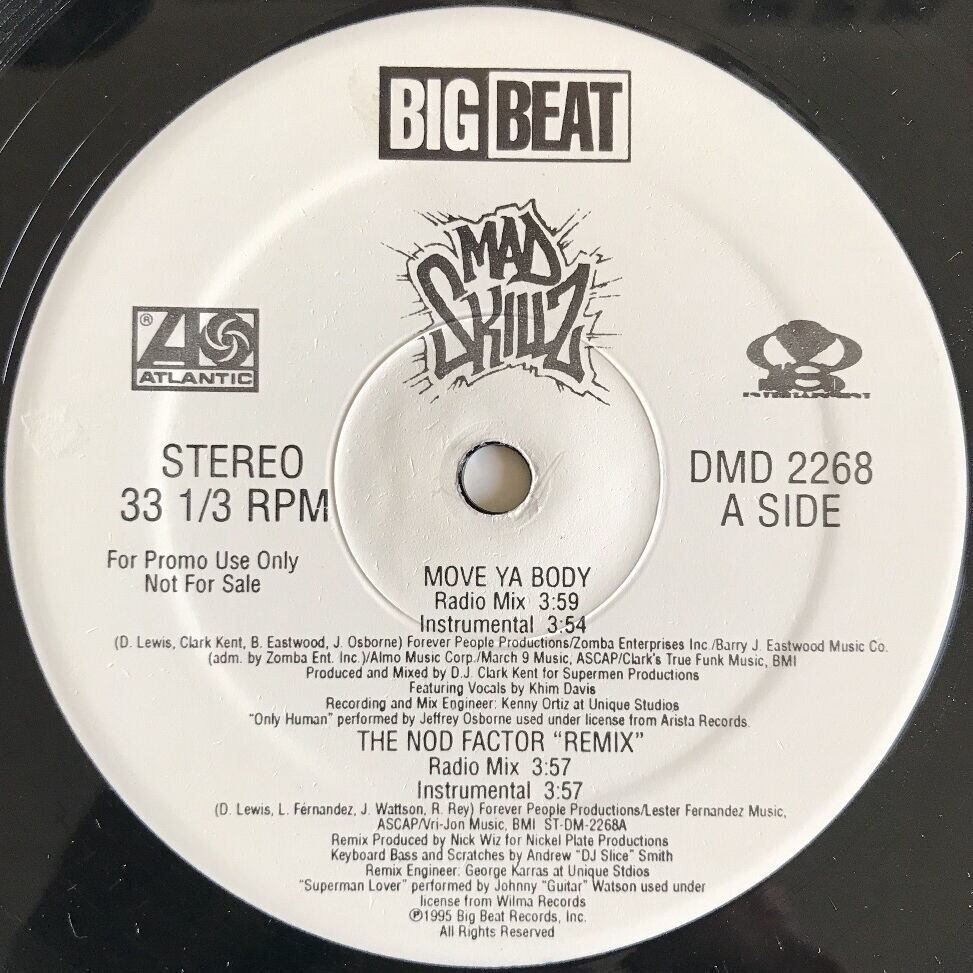 BIG BEAT
MAD
SKILLZ
®
ATLANTIC
ENTERTAINMENT
STEREO
33 1/3 RPM
DMD 2268
A SIDE
For Promo Use Only
Not For Sale
MOVE YA BODY
Radio Mix 3:59
Instrumental 3:54
(D. Lewis, Clark Kent, B. Eastwood, J. Osborne) Forever People Productions/Zomba Enterprises Inc./Barry J. Eastwood Music Co.
(adm. by Zomba Ent. Inc.)/Almo Music Corp./March 9 Music, ASCAP/Clark's True Funk Music, BMI
Produced and Mixed by D.J. Clark Kent for Supermen Productions
Featuring Vocals by Khim Davis
Recording and Mix Engineer: Kenny Ortiz at Unique Studios
"Only Human" performed by Jeffrey Osborne used under license from Arista Records.
THE NOD FACTOR "REMIX"
Radio Mix 3:57
Instrumental 3:57
(D. Lewis, L. Fernandez, J. Wattson, R. Rey) Forever People Productions/Lester Fernandez Music,
ASCAP/Vri-Jon Music, BMI ST-DM-2268A
Remix Produced by Nick Wiz for Nickel Plate Productions
Keyboard Bass and Scratches by Andrew "DJ Slice" Smith
Remix Engineer: George Karras at Unique Stdios
"Superman Lover" performed by Johnny "Guitar" Watson used under
license from Wilma Records
℗1995 Big Beat Records, Inc.
All Rights Reserved